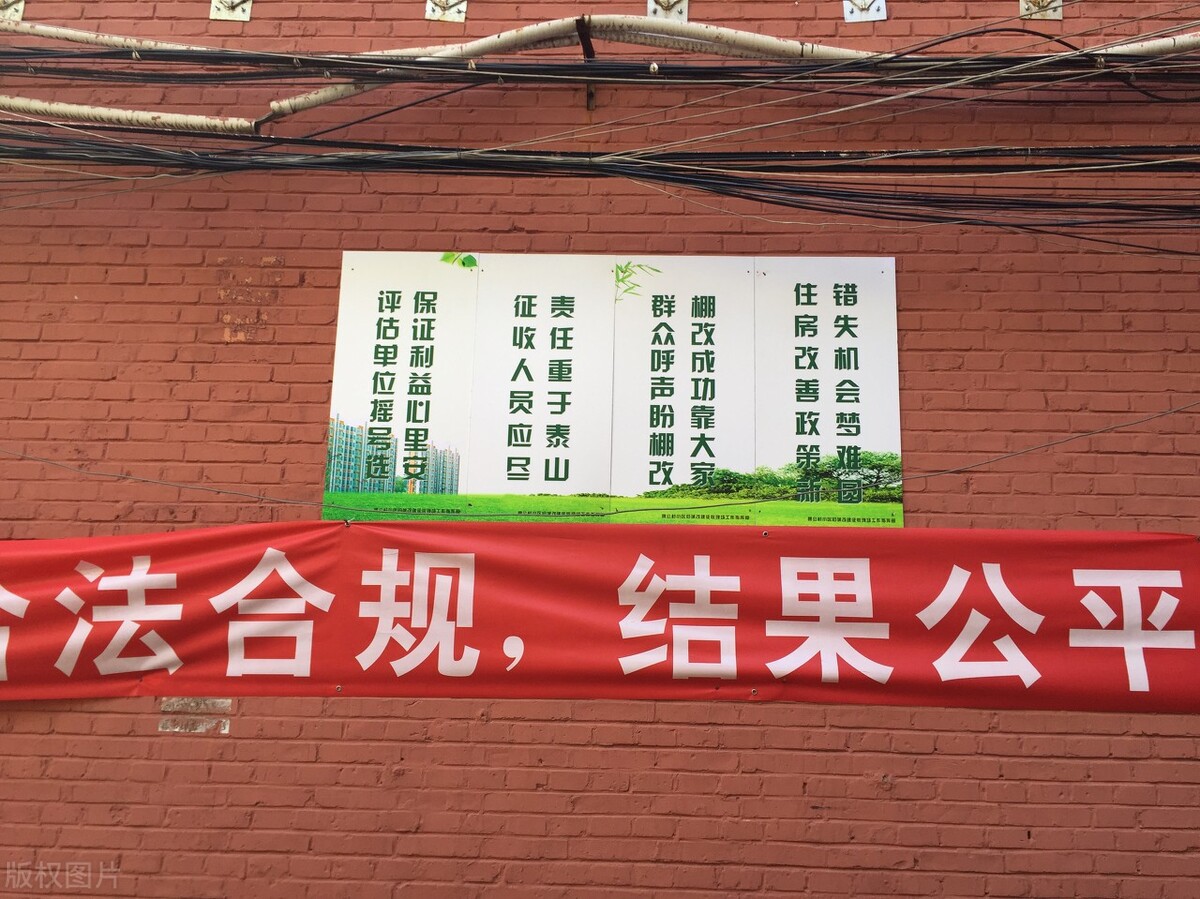 评估单位摇号选
保证利益心里安
征收人员应尽
责任重于泰山
群众呼声盼棚改
棚改成功靠大家
住房改善政策新
错失机会梦难圆
法合规，结果公平
版权图片